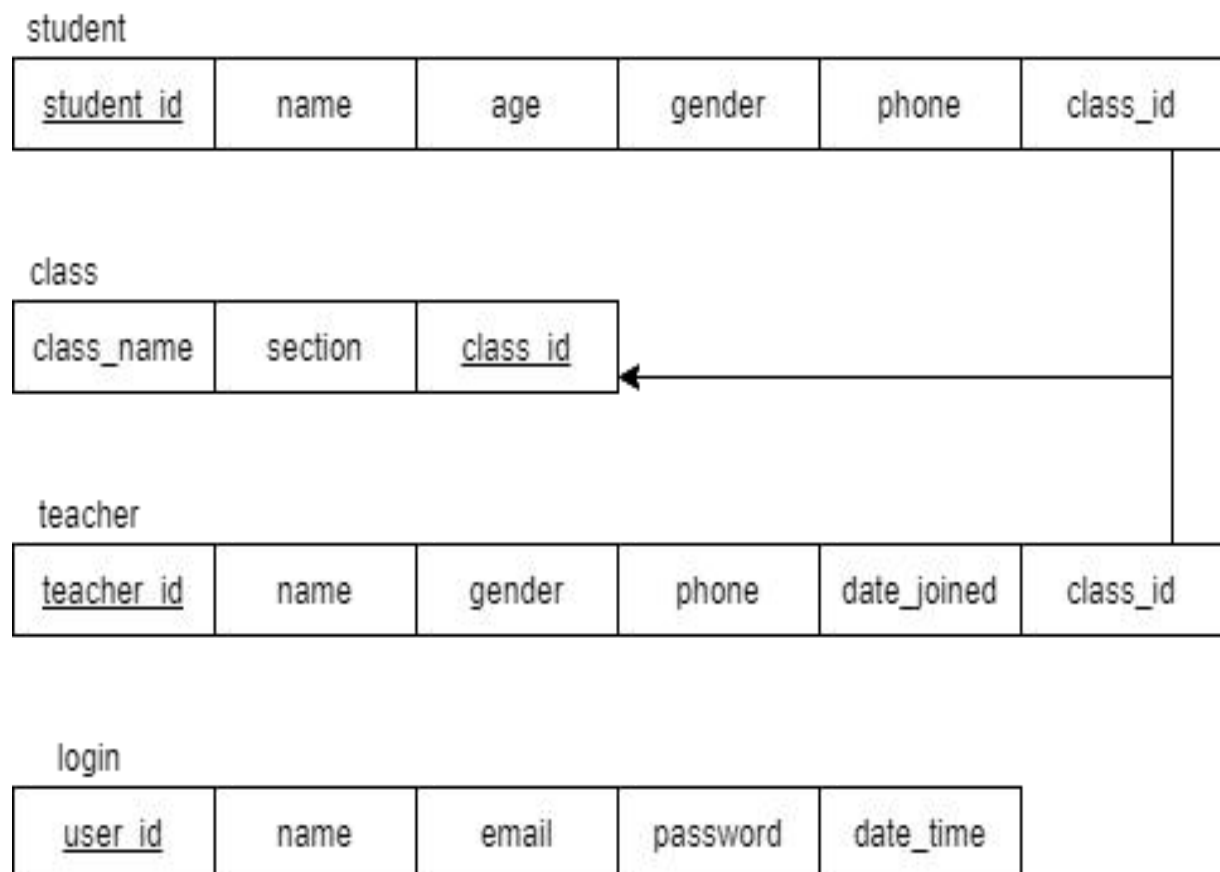 student
student_id name age gender phone class_id
class
class_name section class_id
teacher
teacher_id name gender phone date_joined class_id
login
user_id name email password date_time